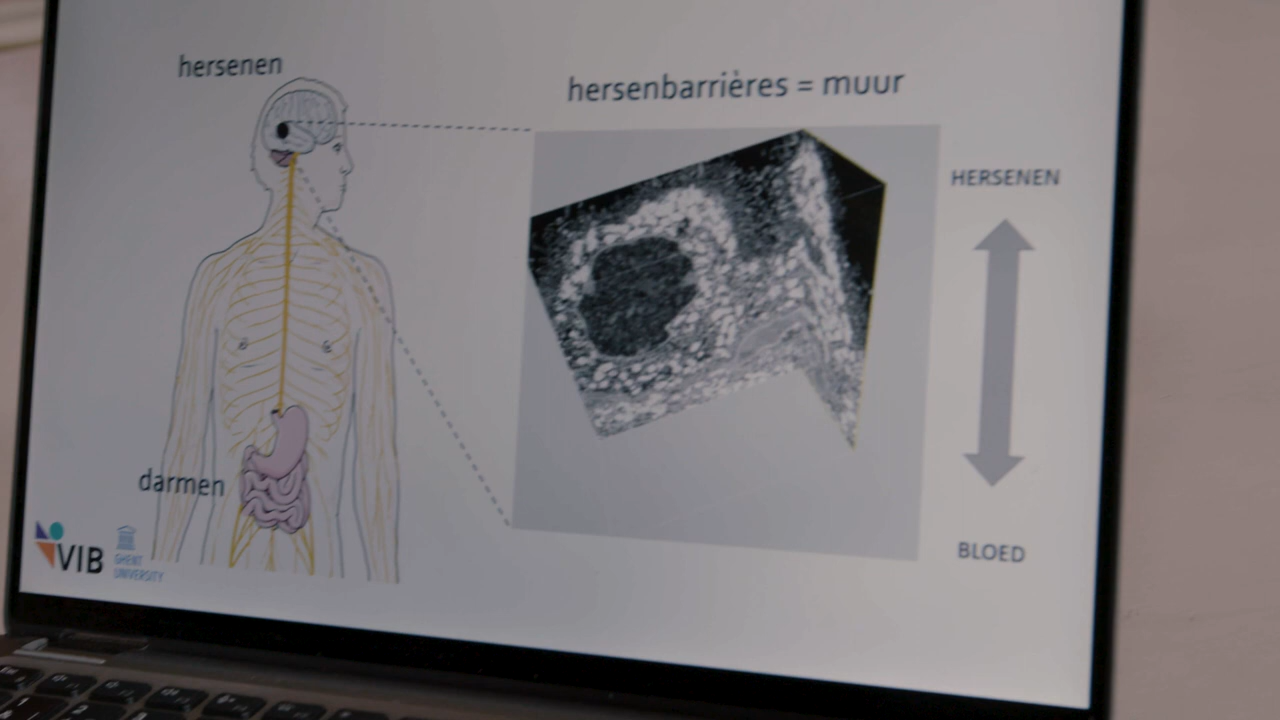 hersenen
hersenbarrières = muur
HERSENEN
darmen
BLOED
VIB
GHENT
UNIVERSITY